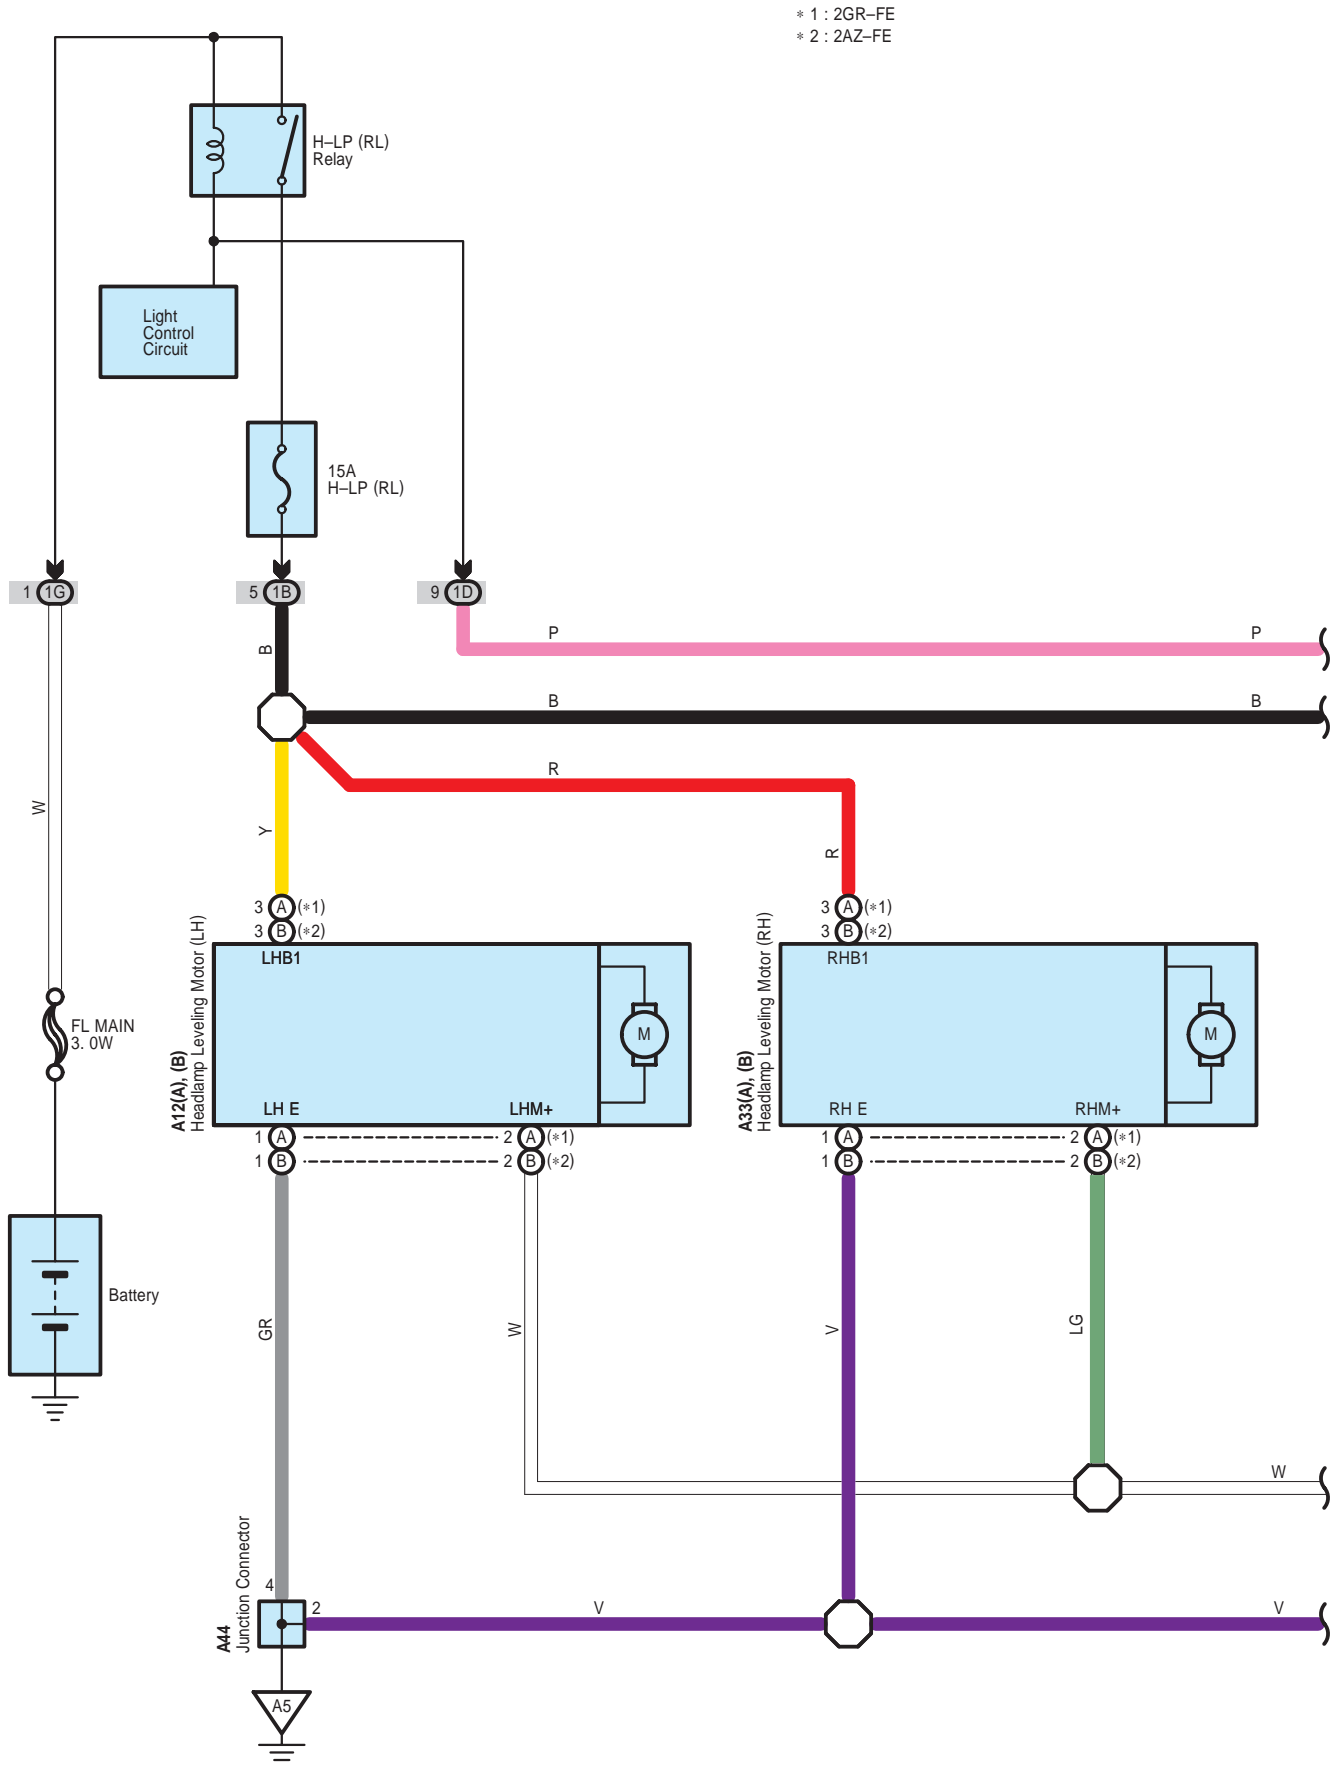 ∗ 1 : 2GR–FE
∗ 2 : 2AZ–FE
H–LP (RL)
Relay
Light
Control
Circuit
15A
H–LP (RL)
1 1G
5 1B
9 1D
P P
B
B B
R
W
Y
R
3 A (∗1)
3 B (∗2)
3 A (∗1)
3 B (∗2)
A12(A), (B)
Headlamp Leveling Motor (LH)
LHB1
M
LH E
LHM+
A33(A), (B)
Headlamp Leveling Motor (RH)
RHB1
M
RH E
RHM+
FL MAIN
3. 0W
1 A 2 A (∗1)
1 B 2 B (∗2)
1 A 2 A (∗1)
1 B 2 B (∗2)
Battery
GR
W
V
LG
W
A44
Junction Connector
4
2
V V
A5